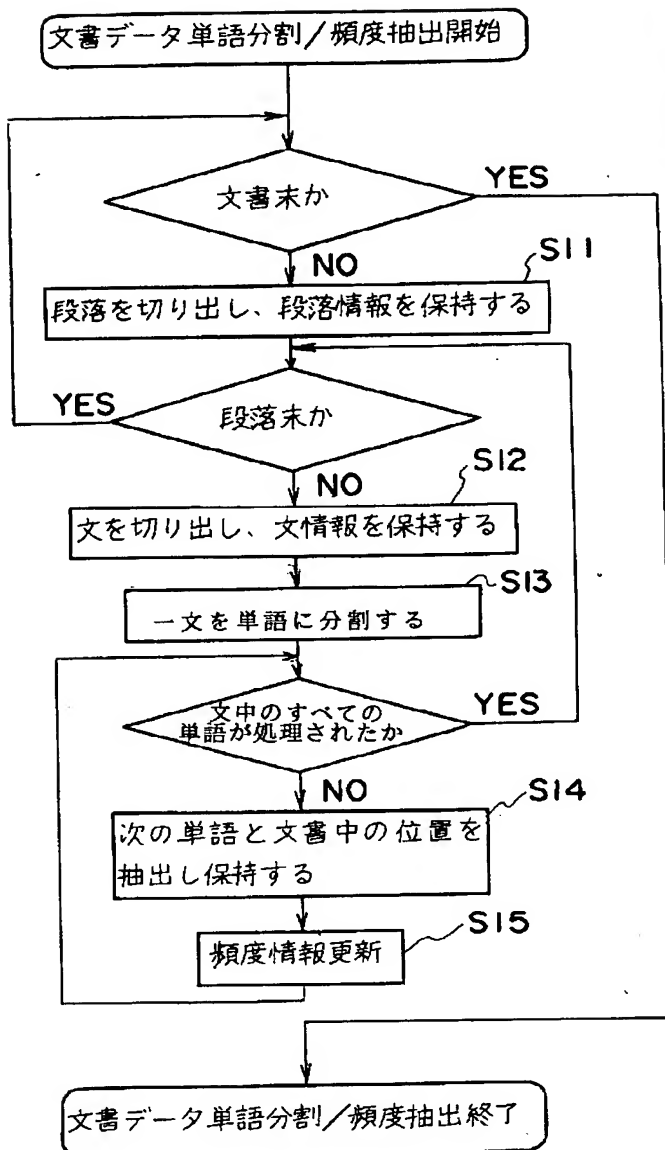 文書データ単語分割/頻度抽出開始
文書末か
YES
NO
S11
段落を切り出し、段落情報を保持する
YES
段落末か
NO
S12
文を切り出し、文情報を保持する
S13
一文を単語に分割する
文中のすべての
単語が処理されたか
YES
NO
S14
次の単語と文書中の位置を
抽出し保持する
S15
頻度情報更新
文書データ単語分割/頻度抽出終了